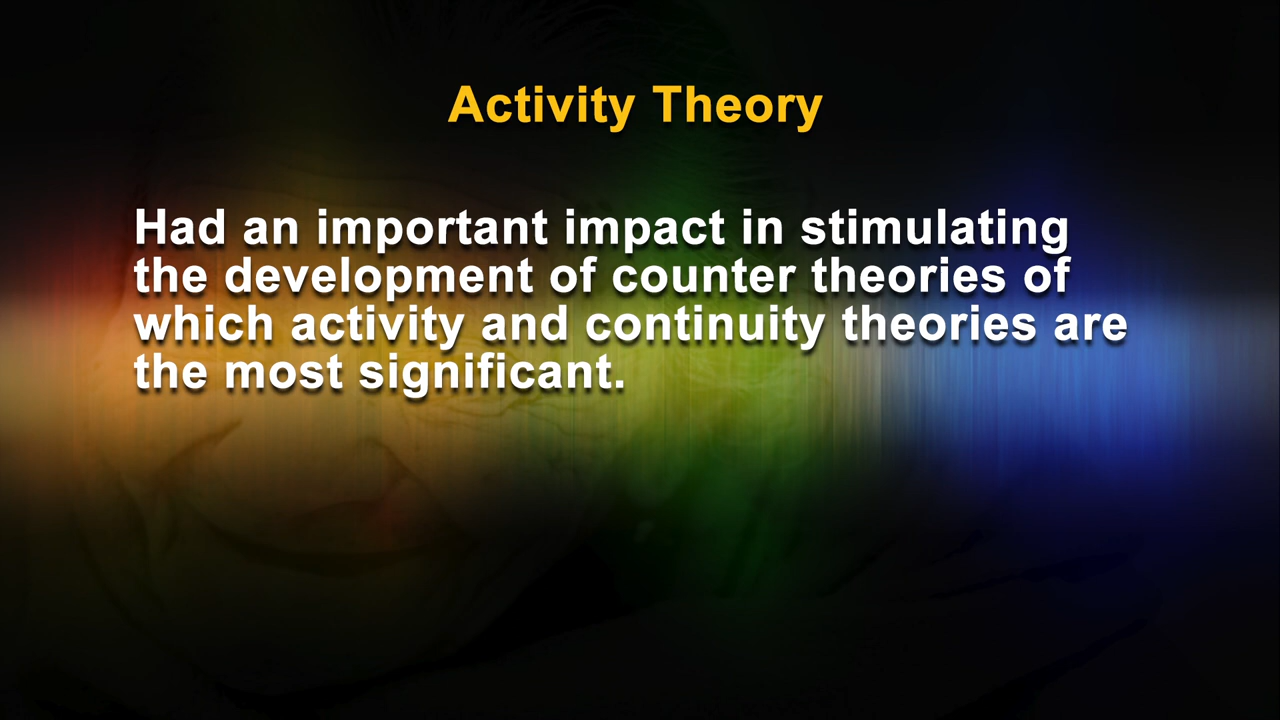 Activity Theory
Had an important impact in stimulating
the development of counter theories of
which activity and continuity theories are
the most significant.